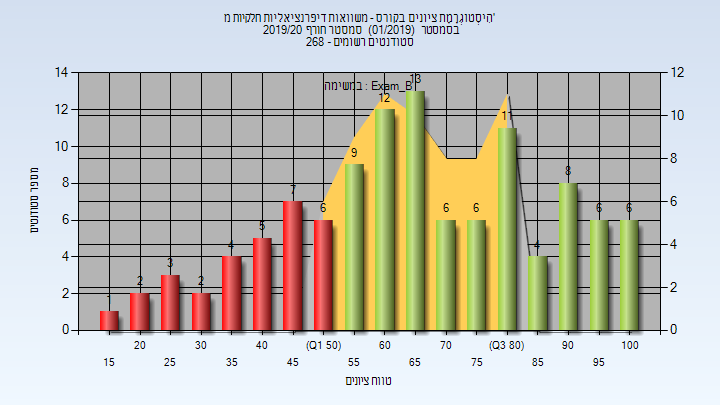 היסטוגרמת ציונים בקורס - משוואות דיפרנציאליות חלקיות מ'
בסמסטר (01/2019) סמסטר חורף 2019/20
סטודנטים רשומים - 268
במשימה : Exam_B
מספר סטודנטים
14 12 10 8 6 4 2 0
12 10 8 6 4 2 0
1 2 3 2 4 5 7 6 9 12 13 6 6 11 4 8 6 6
20 30 40 (Q1 50) 60 70 (Q3 80) 90 100
15 25 35 45 55 65 75 85 95
טווח ציונים